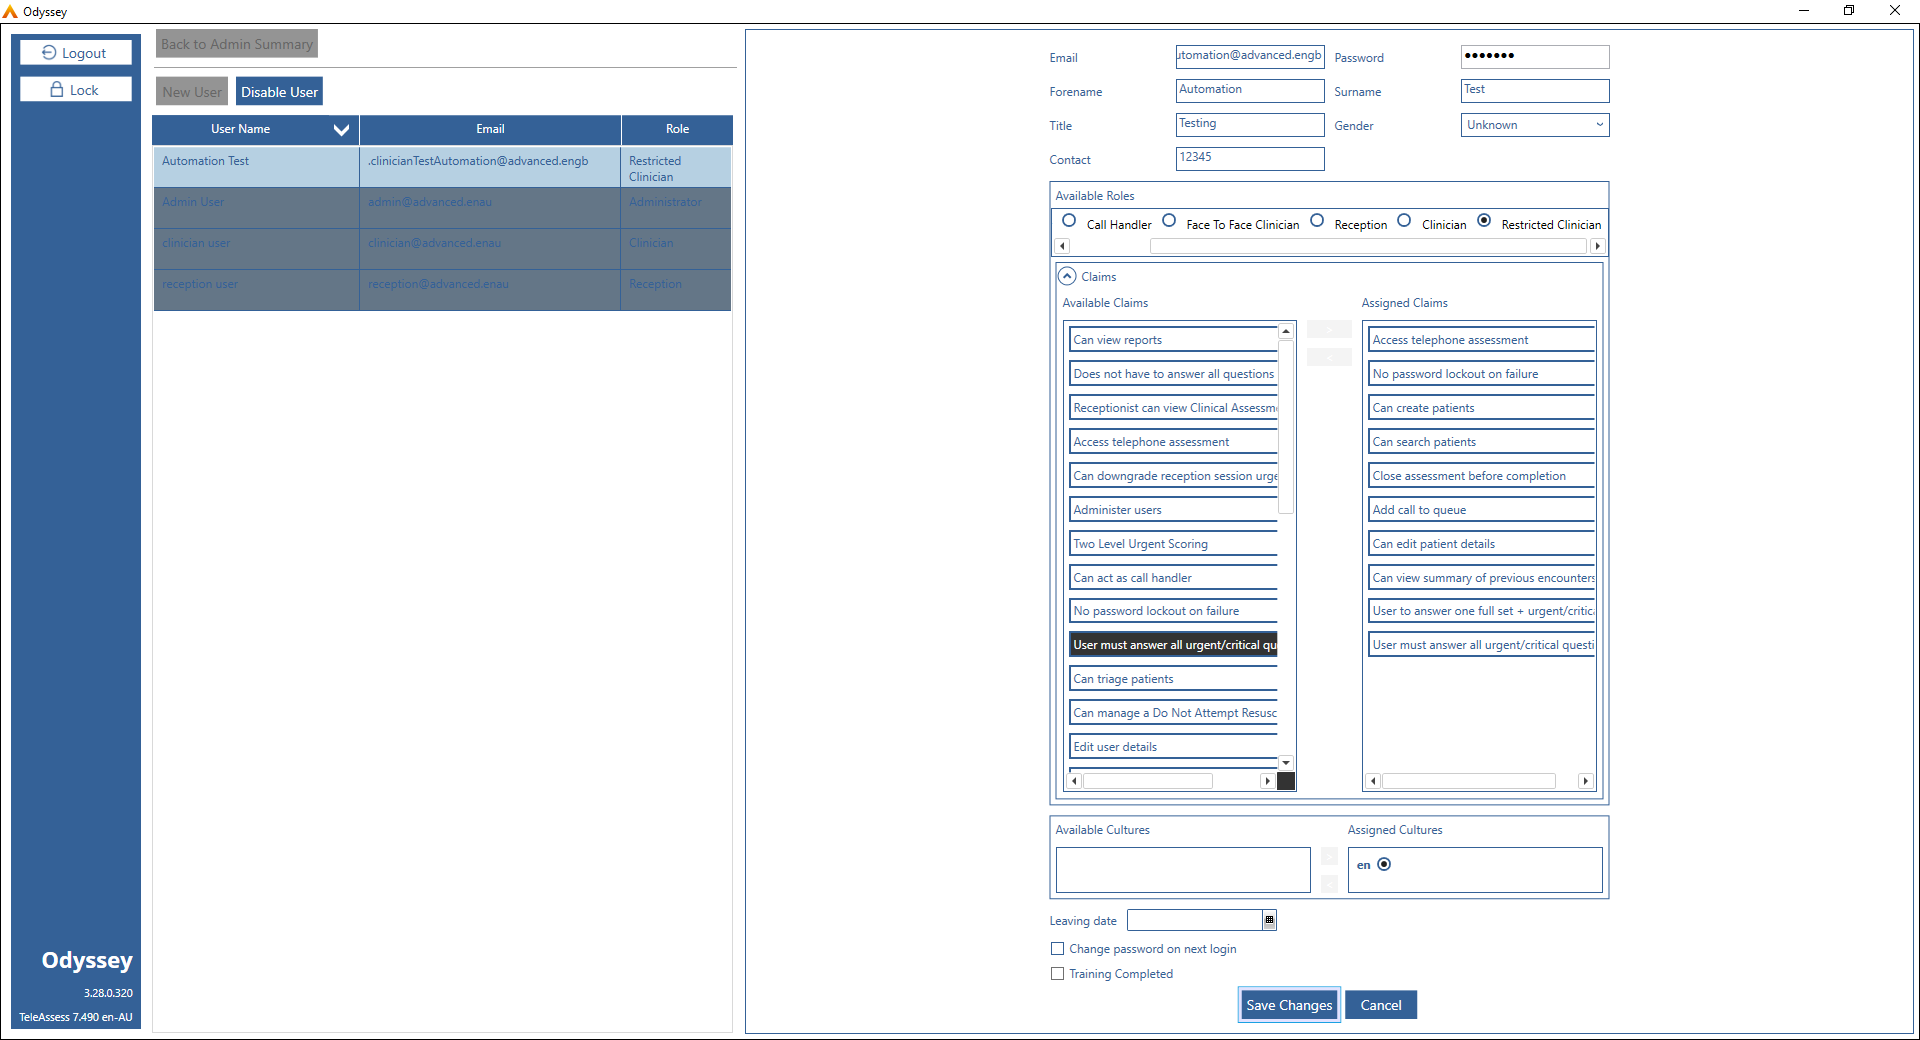 Odyssey
Logout
Lock
Back to Admin Summary
New User
Disable User
User Name
Email
Role
Automation Test
.clinicianTestAutomation@advanced.engb
Restricted
Clinician
Admin User
admin@advanced.enau
Administrator
clinician user
clinician@advanced.enau
Clinician
reception user
reception@advanced.enau
Reception
Odyssey
3.28.0.320
TeleAssess 7.490 en-AU
Email
utomation@advanced.engb
Password
Forename
Automation
Surname
Test
Title
Testing
Gender
Unknown
Contact
12345
Available Roles
Call Handler
Face To Face Clinician
Reception
Clinician
Restricted Clinician
Claims
Available Claims
Can view reports
Does not have to answer all questions
Receptionist can view Clinical Assessm
Access telephone assessment
Can downgrade reception session urge
Administer users
Two Level Urgent Scoring
Can act as call handler
No password lockout on failure
User must answer all urgent/critical qu
Can triage patients
Can manage a Do Not Attempt Resusc
Edit user details
Assigned Claims
Access telephone assessment
No password lockout on failure
Can create patients
Can search patients
Close assessment before completion
Add call to queue
Can edit patient details
Can view summary of previous encounters
User to answer one full set + urgent/critic
User must answer all urgent/critical questi
Available Cultures
Assigned Cultures
en
Leaving date
Change password on next login
Training Completed
Save Changes
Cancel